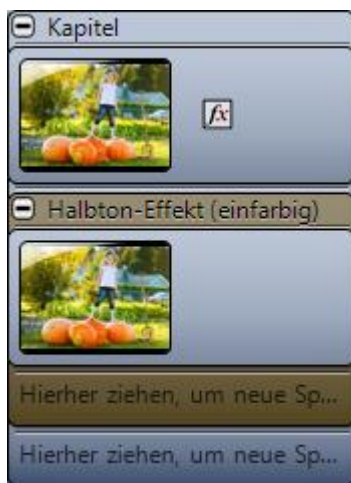 Kapitel
fx
Halbton-Effekt (einfarbig)
Hierher ziehen, um neue Sp...
Hierher ziehen, um neue Sp...